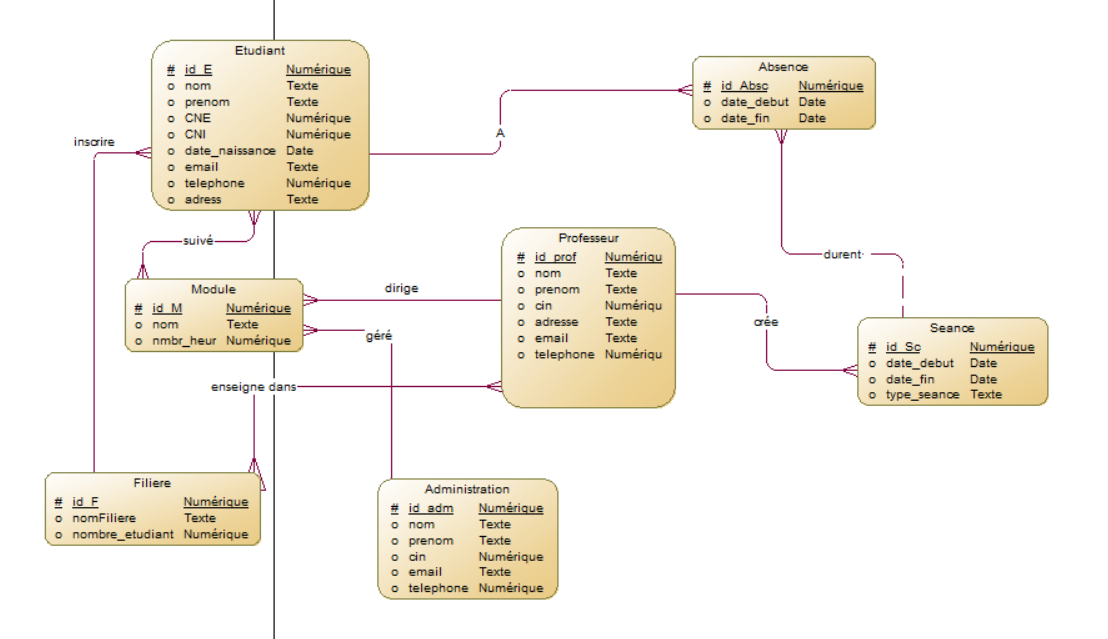 Etudiant
# id_E Numérique
o nom Texte
o prenom Texte
o CNE Numérique
o CNI Numérique
o date_naissance Date
o email Texte
o telephone Numérique
o adress Texte
Absence
# id_Absc Numérique
o date_debut Date
o date_fin Date
inscrire
A
suivé
durent
Module
# id_M Numérique
o nom Texte
o nmbr_heur Numérique
dirige
géré
Professeur
# id_prof Numériqu
o nom Texte
o prenom Texte
o cin Numériqu
o adresse Texte
o email Texte
o telephone Numériqu
crée
Seance
# id_Sc Numérique
o date_debut Date
o date_fin Date
o type_seance Texte
enseigne dans
Filiere
# id_F Numérique
o nomFiliere Texte
o nombre_etudiant Numérique
Administration
# id_adm Numérique
o nom Texte
o prenom Texte
o cin Numérique
o email Texte
o telephone Numérique